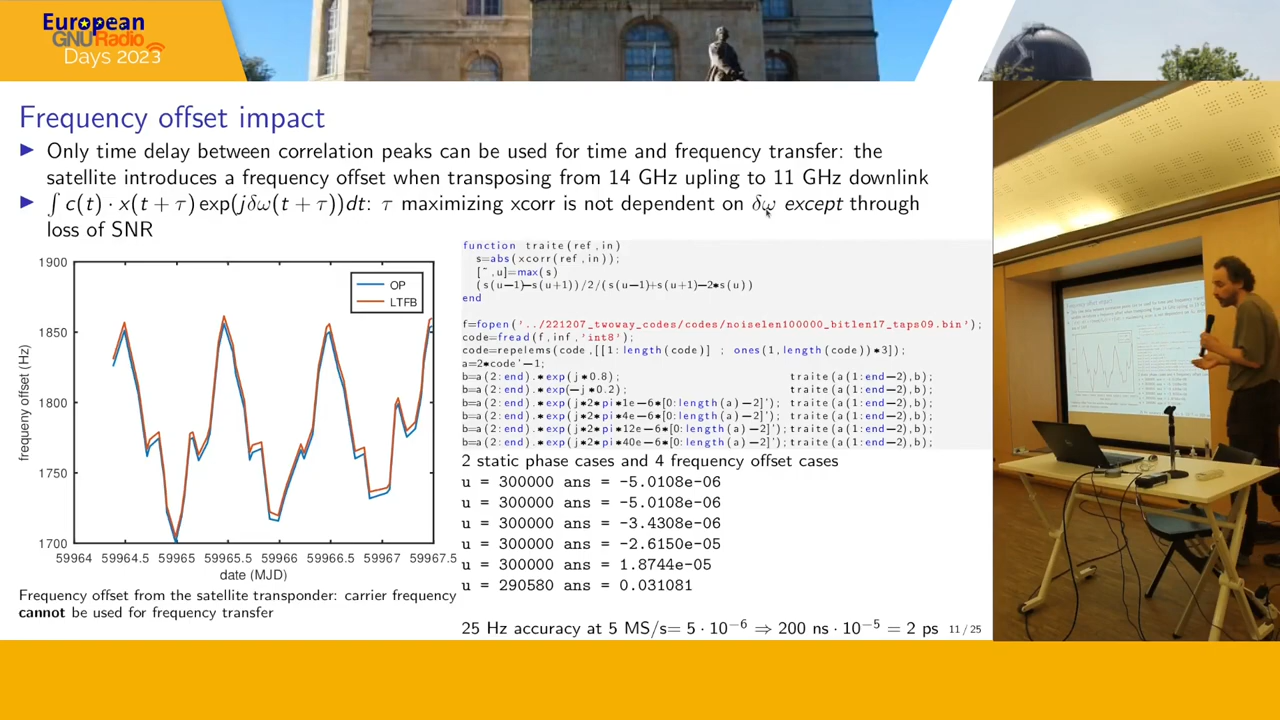 European
GNURadio
Days 2023
Frequency offset impact
▶ Only time delay between correlation peaks can be used for time and frequency transfer: the
satellite introduces a frequency offset when transposing from 14 GHz upling to 11 GHz downlink
▶ ∫ c(t) · x(t + τ) exp(jδω(t + τ))dt: τ maximizing xcorr is not dependent on δω except through
loss of SNR
1900
1850
1800
1750
1700
frequency offset (Hz)
OP
LTFB
59964 59964.5 59965 59965.5 59966 59966.5 59967 59967.5
date (MJD)
Frequency offset from the satellite transponder: carrier frequency
cannot be used for frequency transfer
function traite(ref,in)
s=abs(xcorr(ref,in));
[~,u]=max(s)
(s(u−1)−s(u+1))/2/(s(u−1)+s(u+1)−2*s(u))
end
f=fopen('../221207_twoway_codes/codes/noiselen100000_bitlen17_taps09.bin');
code=fread(f,inf,'int8');
code=repelems(code,[[1:length(code)] ; ones(1,length(code))*3]);
a=2*code'−1;
b=a(2:end).*exp(j*0.8); traite(a(1:end−2),b);
b=a(2:end).*exp(−j*0.2); traite(a(1:end−2),b);
b=a(2:end).*exp(j*2*pi*1e−6*[0:length(a)−2]'); traite(a(1:end−2),b);
b=a(2:end).*exp(j*2*pi*4e−6*[0:length(a)−2]'); traite(a(1:end−2),b);
b=a(2:end).*exp(j*2*pi*12e−6*[0:length(a)−2]'); traite(a(1:end−2),b);
b=a(2:end).*exp(j*2*pi*40e−6*[0:length(a)−2]'); traite(a(1:end−2),b);
2 static phase cases and 4 frequency offset cases
u = 300000 ans = -5.0108e-06
u = 300000 ans = -5.0108e-06
u = 300000 ans = -3.4308e-06
u = 300000 ans = -2.6150e-05
u = 300000 ans = 1.8744e-05
u = 290580 ans = 0.031081
25 Hz accuracy at 5 MS/s= 5 · 10⁻⁶ ⇒ 200 ns · 10⁻⁵ = 2 ps
11 / 25
Frequency offset impact